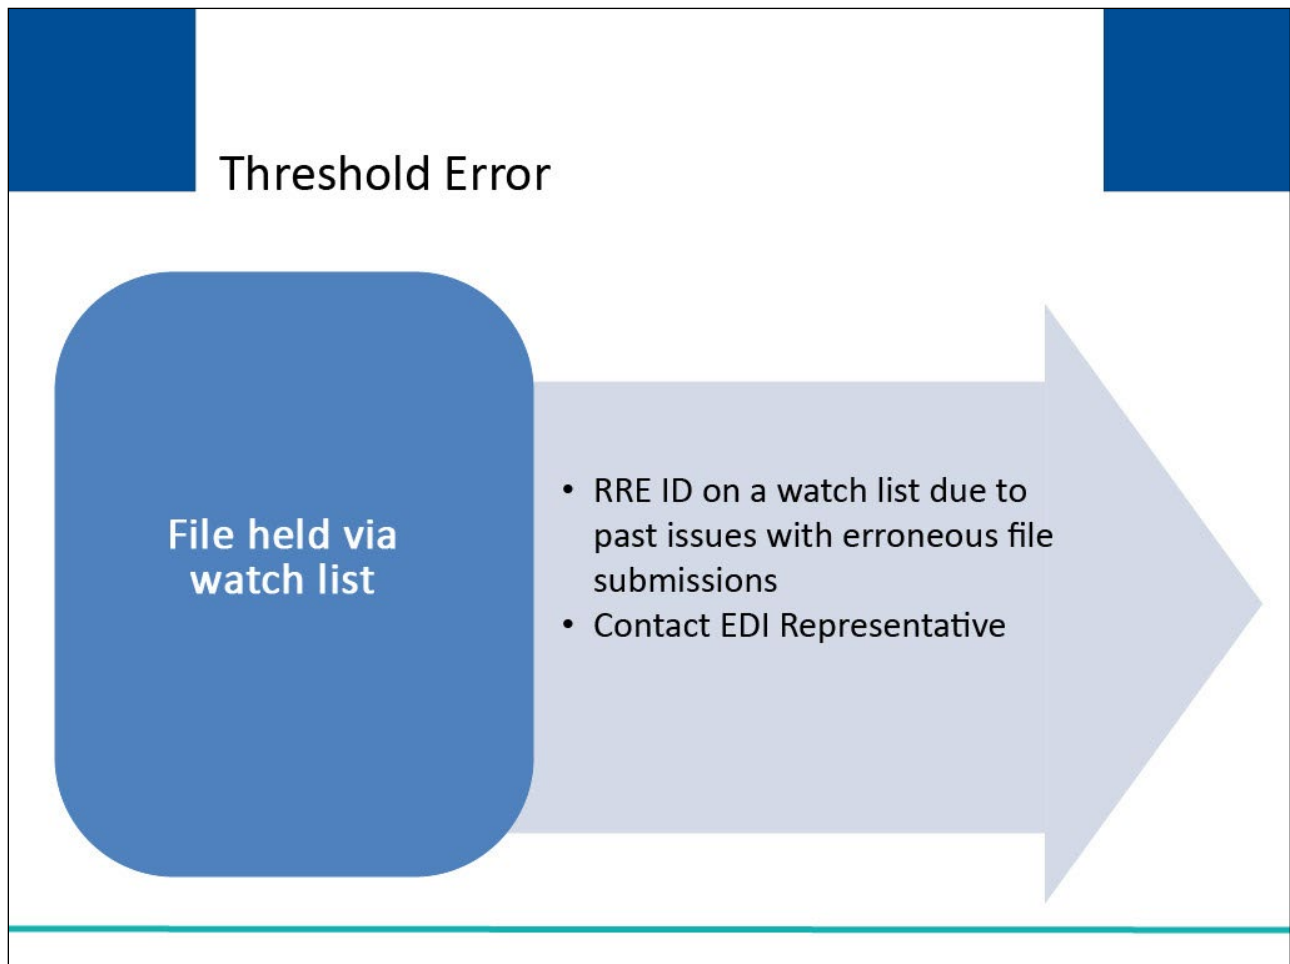 Threshold Error
File held via
watch list
• RRE ID on a watch list due to
past issues with erroneous file
submissions
• Contact EDI Representative